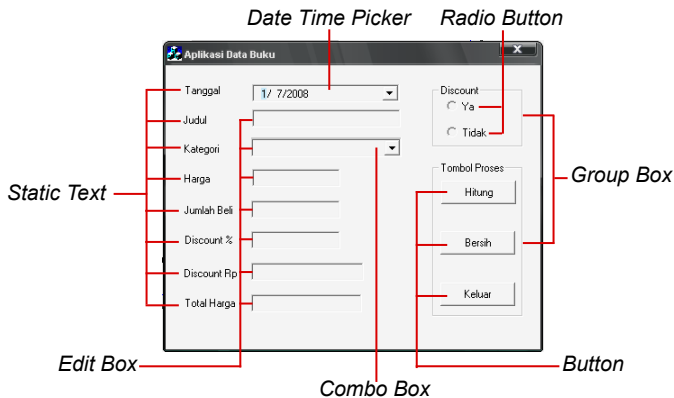 Date Time Picker
Radio Button
Aplikasi Data Buku
X
Tanggal
1/ 7/2008
Discount
Ya
Judul
Tidak
Kategori
Tombol Proses
Harga
Hitung
Group Box
Static Text
Jumlah Beli
Discount %
Bersih
Discount Rp
Total Harga
Keluar
Edit Box
Button
Combo Box